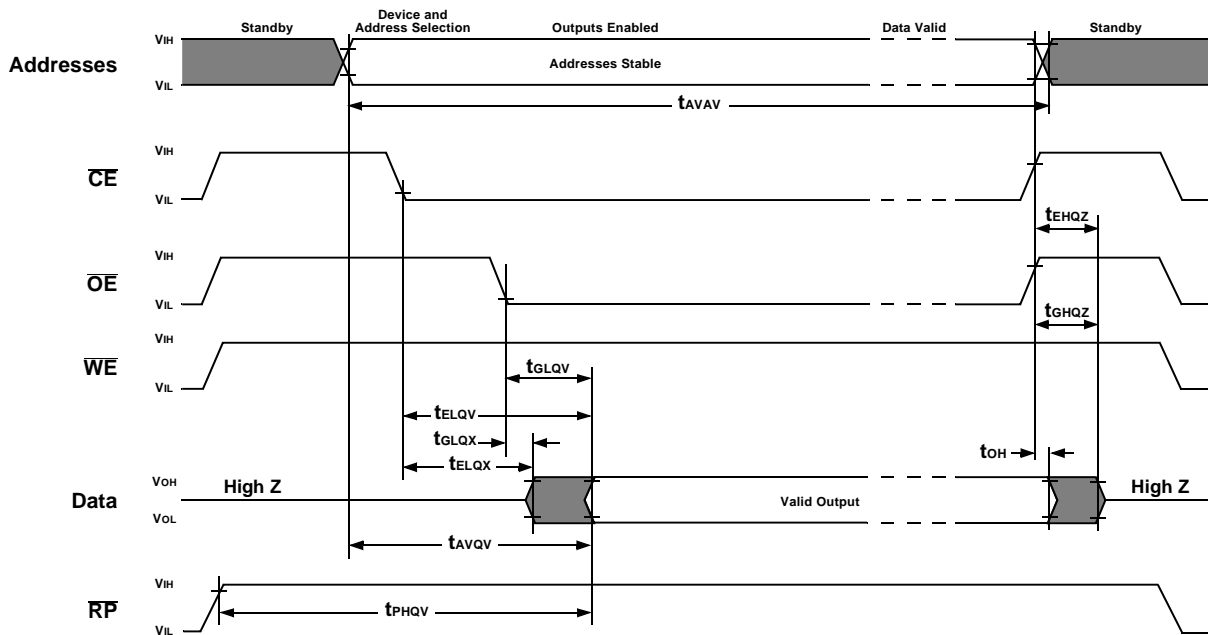 Standby
Device and
Address Selection
Outputs Enabled
Data Valid
Standby
VIH
Addresses
Addresses Stable
VIL
tAVAV
VIH
CE
VIL
tEHQZ
VIH
OE
VIL
tGHQZ
VIH
WE
VIL
tGLQV
tELQV
tGLQX
tOH
tELQX
VOH
High Z
High Z
Data
Valid Output
VOL
tAVQV
VIH
RP
tPHQV
VIL